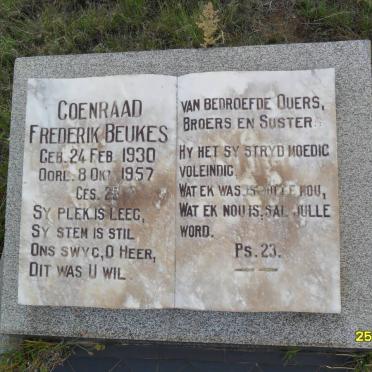 COENRAAD
FREDERIK BEUKES
GEB. 24 FEB. 1930
OORL. 8 OKT. 1957
SY PLEK IS LEEG,
SY STEM IS STIL
ONS SWYG, O HEER,
DIT WAS U WIL.
VAN BEDROEFDE OUERS,
BROERS EN SUSTER.
HY HET SY STRYD MOEDIG
VOLEINDIG.
WAT EK WAS, IS JULLE NOU,
WAT EK NOU IS, SAL JULLE
WORD.
PS. 23.
25